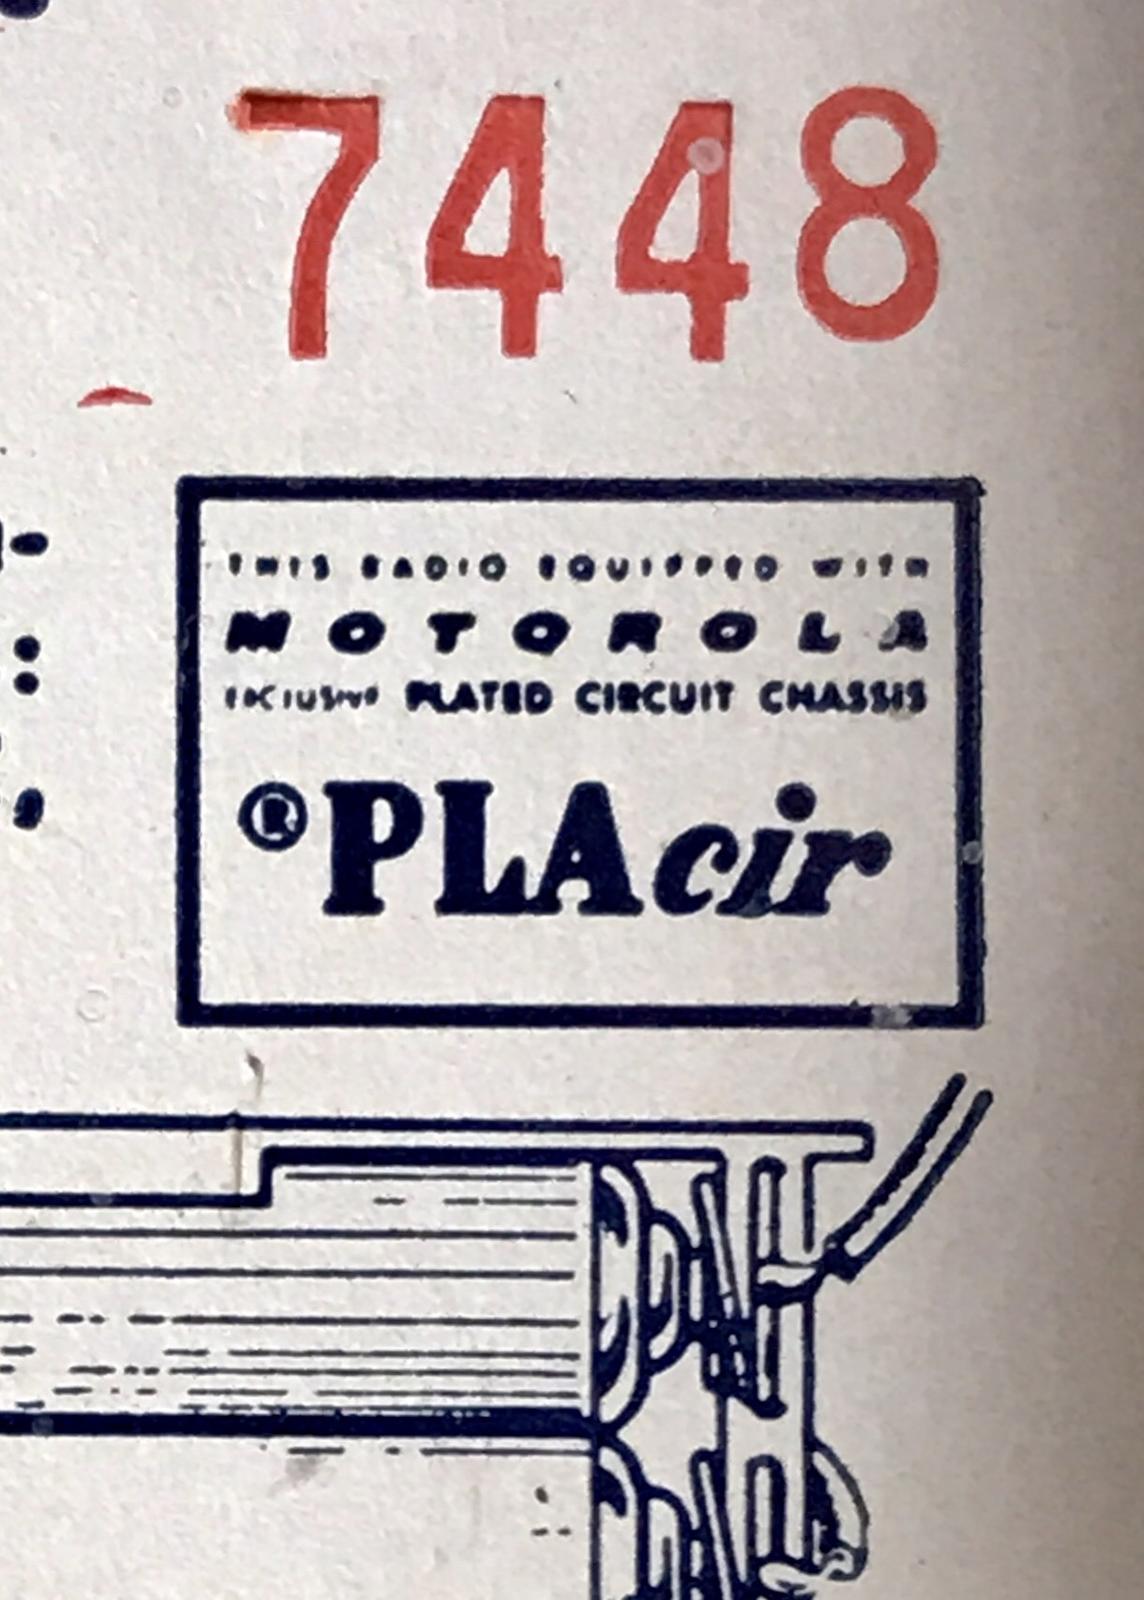 7448
THIS RADIO EQUIPPED WITH
MOTOROLA
EXCLUSIVE PLATED CIRCUIT CHASSIS
®PLAcir